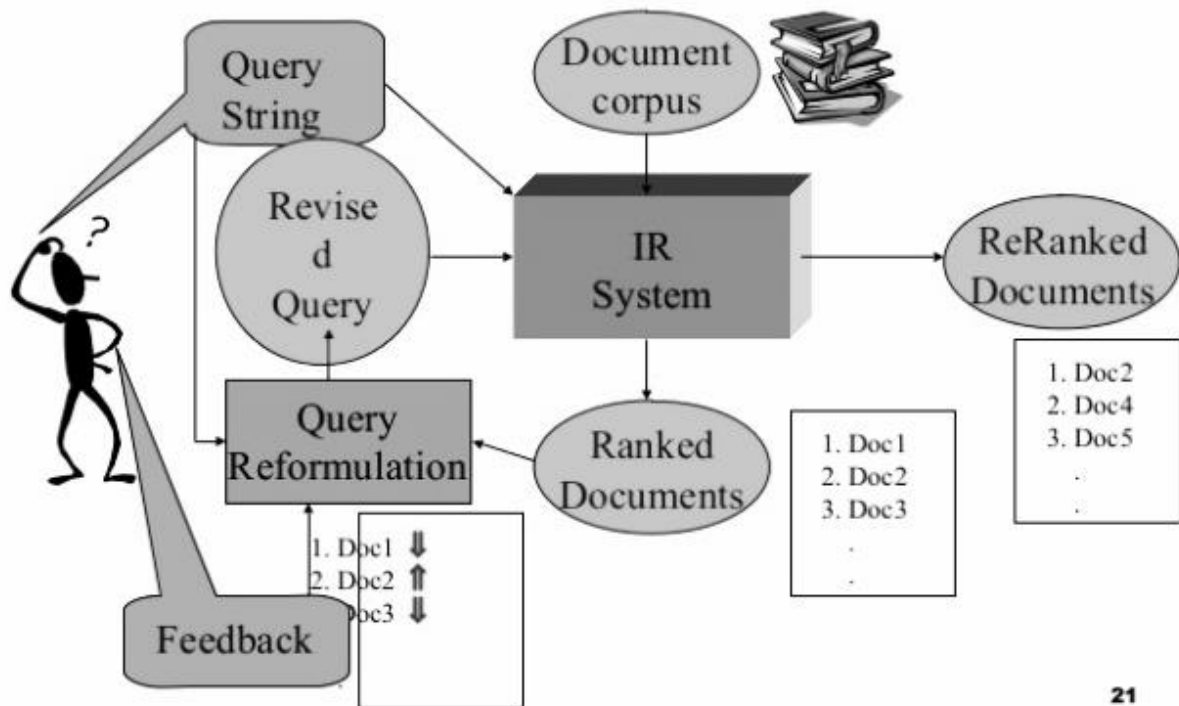 Query
String
Document
corpus
?
Revise
d
Query
IR
System
ReRanked
Documents
Query
Reformulation
Ranked
Documents
1. Doc1
2. Doc2
3. Doc3
.
.
1. Doc2
2. Doc4
3. Doc5
.
.
1. Doc1 ⇓
2. Doc2 ⇑
Doc3 ⇓
.
Feedback
21